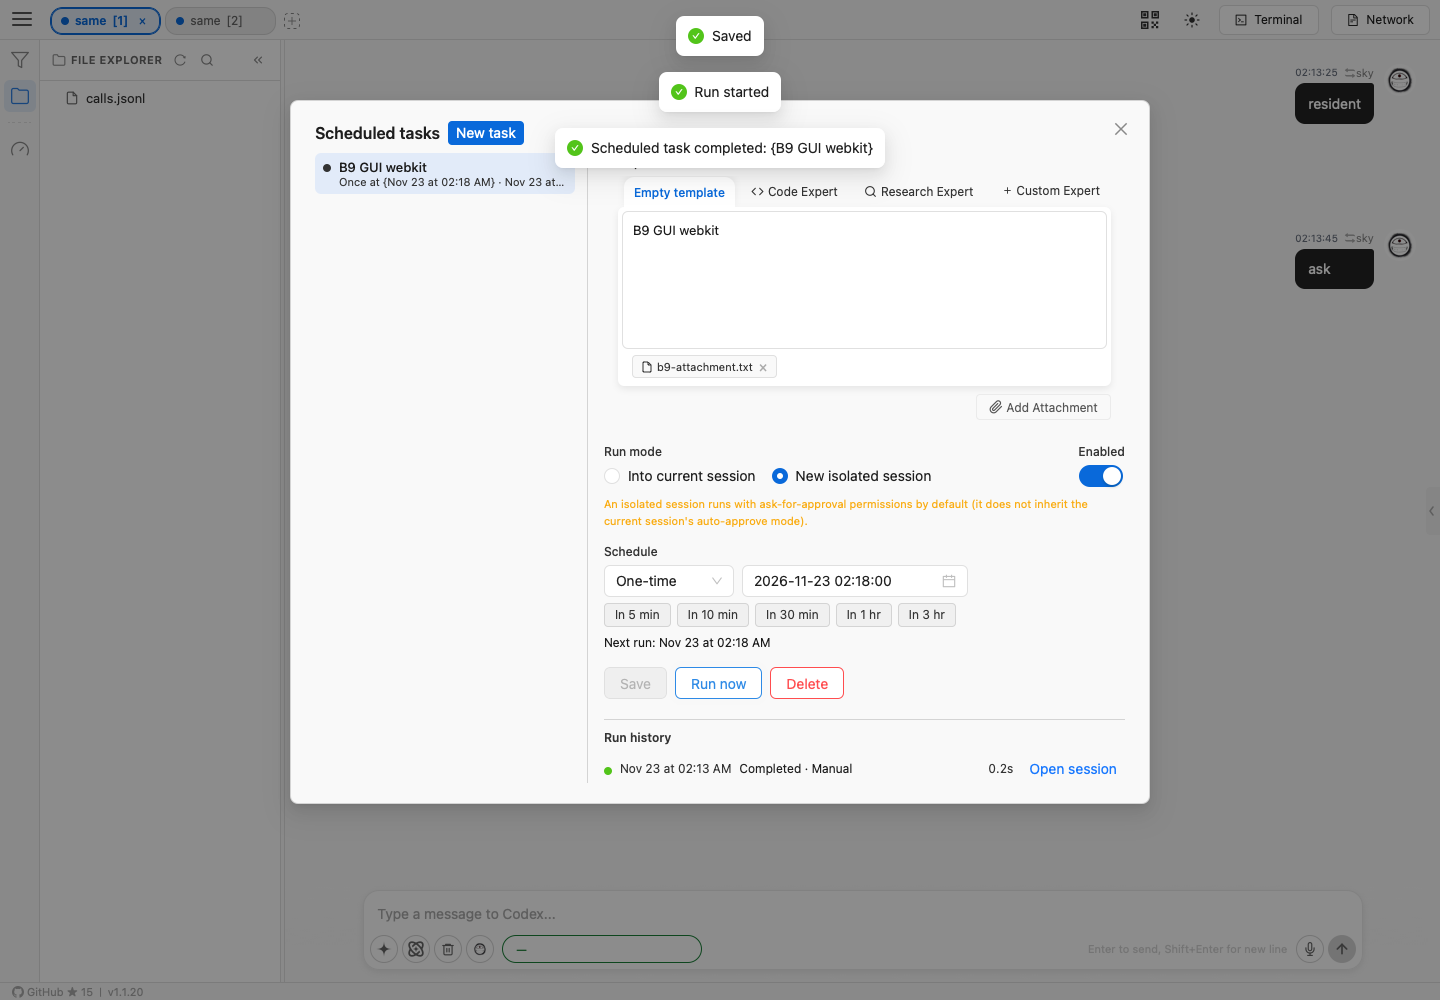 same [1] ×
same [2]
Saved
Terminal
Network
FILE EXPLORER
Run started
02:13:25 sky
resident
calls.jsonl
Scheduled tasks
New task
Scheduled task completed: {B9 GUI webkit}
B9 GUI webkit
Once at {Nov 23 at 02:18 AM} · Nov 23 at...
Empty template
Code Expert
Research Expert
+ Custom Expert
B9 GUI webkit
02:13:45 sky
ask
b9-attachment.txt
Add Attachment
Run mode
Enabled
Into current session
New isolated session
An isolated session runs with ask-for-approval permissions by default (it does not inherit the
current session's auto-approve mode).
Schedule
One-time
2026-11-23 02:18:00
In 5 min
In 10 min
In 30 min
In 1 hr
In 3 hr
Next run: Nov 23 at 02:18 AM
Save
Run now
Delete
Run history
Nov 23 at 02:13 AM Completed · Manual
0.2s
Open session
Type a message to Codex...
—
Enter to send, Shift+Enter for new line
GitHub ★ 15 | v1.1.20